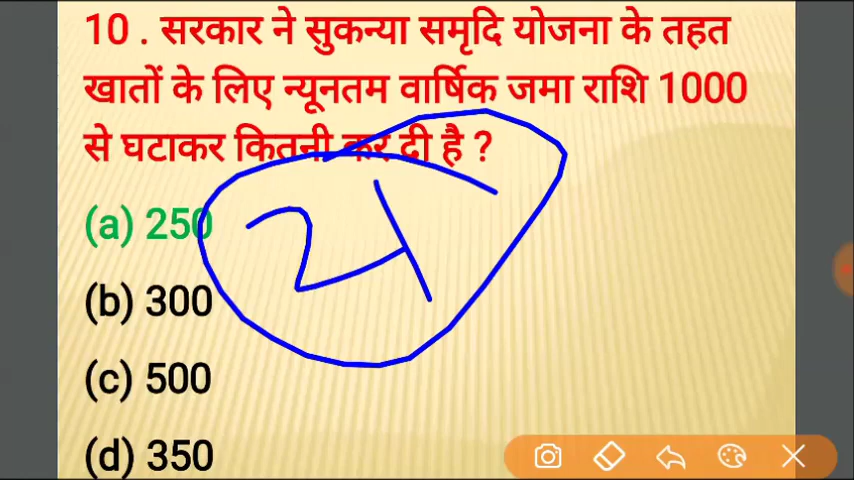 10 . सरकार ने सुकन्या समृदि योजना के तहत
खातों के लिए न्यूनतम वार्षिक जमा राशि 1000
से घटाकर कितनी कर दी है ?
(a) 250
(b) 300
(c) 500
(d) 350